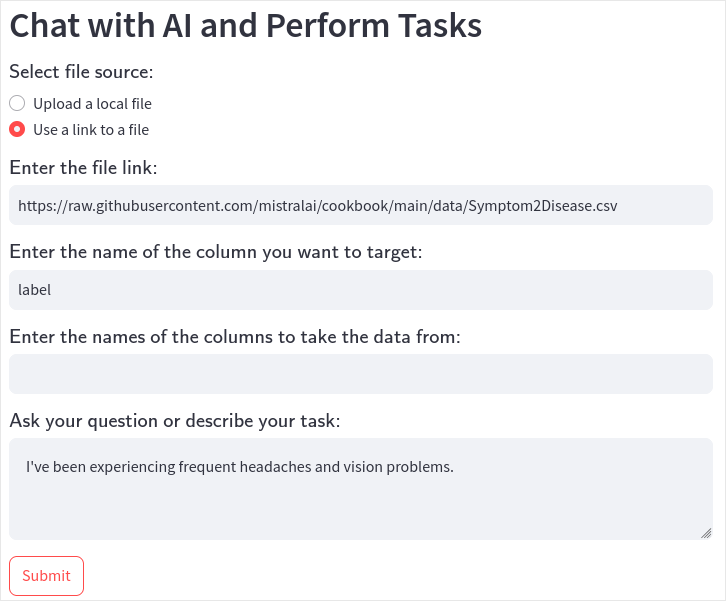 Chat with AI and Perform Tasks
Select file source:
Upload a local file
Use a link to a file
Enter the file link:
https://raw.githubusercontent.com/mistralai/cookbook/main/data/Symptom2Disease.csv
Enter the name of the column you want to target:
label
Enter the names of the columns to take the data from:
Ask your question or describe your task:
I've been experiencing frequent headaches and vision problems.
Submit